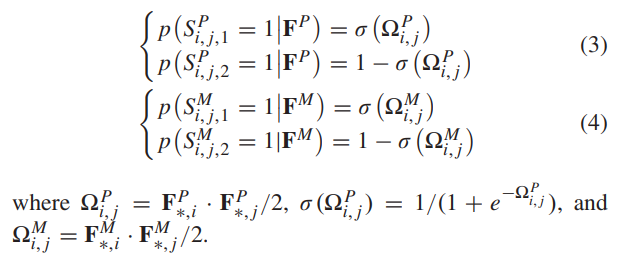 {p(S^P_{i,j,1} = 1|F^P) = σ(Ω^P_{i,j})
p(S^P_{i,j,2} = 1|F^P) = 1 − σ(Ω^P_{i,j}) (3)
{p(S^M_{i,j,1} = 1|F^M) = σ(Ω^M_{i,j})
p(S^M_{i,j,2} = 1|F^M) = 1 − σ(Ω^M_{i,j}) (4)
where Ω^P_{i,j} = F^P_{*,i} · F^P_{*,j}/2, σ(Ω^P_{i,j}) = 1/(1 + e^{−Ω^P_{i,j}}), and
Ω^M_{i,j} = F^M_{*,i} · F^M_{*,j}/2.